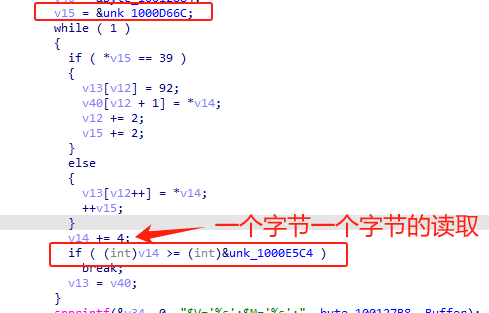 v15 = &unk_1000D66C;
while ( 1 )
{
if ( *v15 == 39 )
{
v13[v12] = 92;
v40[v12 + 1] = *v14;
v12 += 2;
v15 += 2;
}
else
{
v13[v12++] = *v14;
++v15;
}
v14 += 4;
一个字节一个字节的读取
if ( (int)v14 >= (int)&unk_1000E5C4 )
break;
v13 = v40;
}